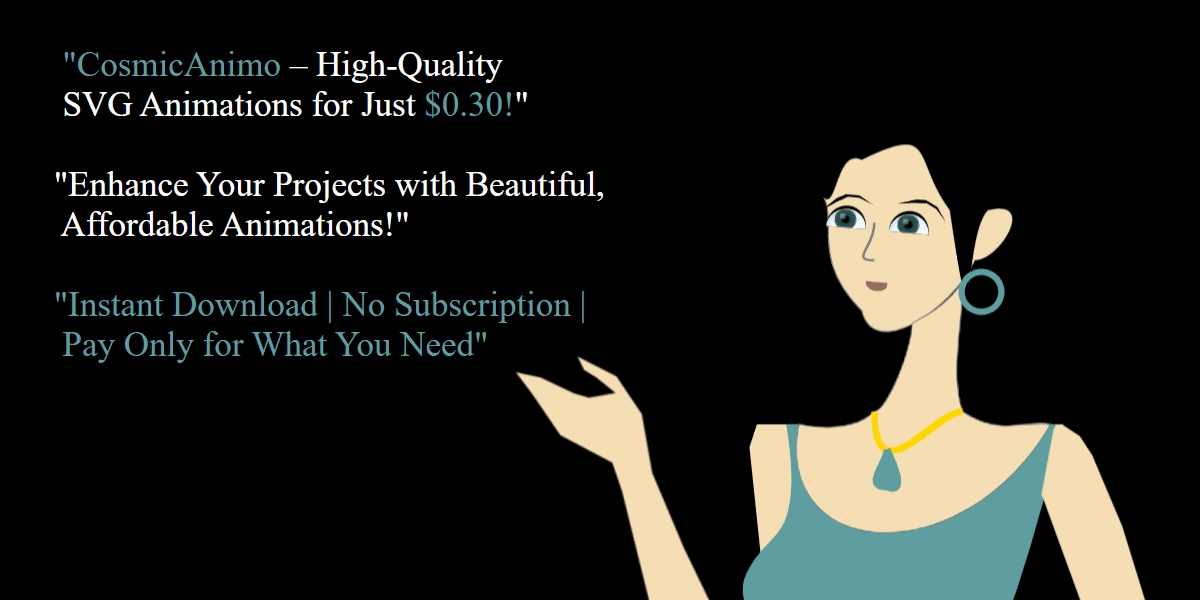 "CosmicAnimo – High-Quality
SVG Animations for Just $0.30!"
"Enhance Your Projects with Beautiful,
Affordable Animations!"
"Instant Download | No Subscription |
Pay Only for What You Need"